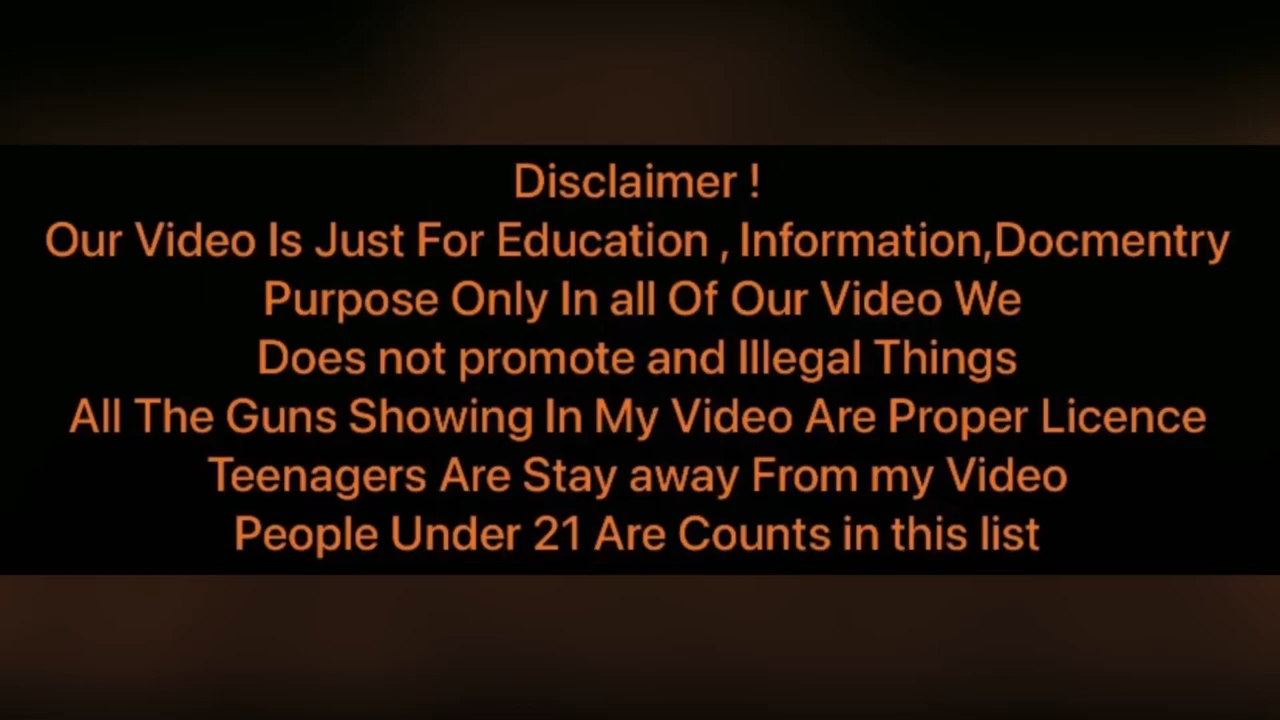 Disclaimer !
Our Video Is Just For Education , Information,Docmentry
Purpose Only In all Of Our Video We
Does not promote and Illegal Things
All The Guns Showing In My Video Are Proper Licence
Teenagers Are Stay away From my Video
People Under 21 Are Counts in this list